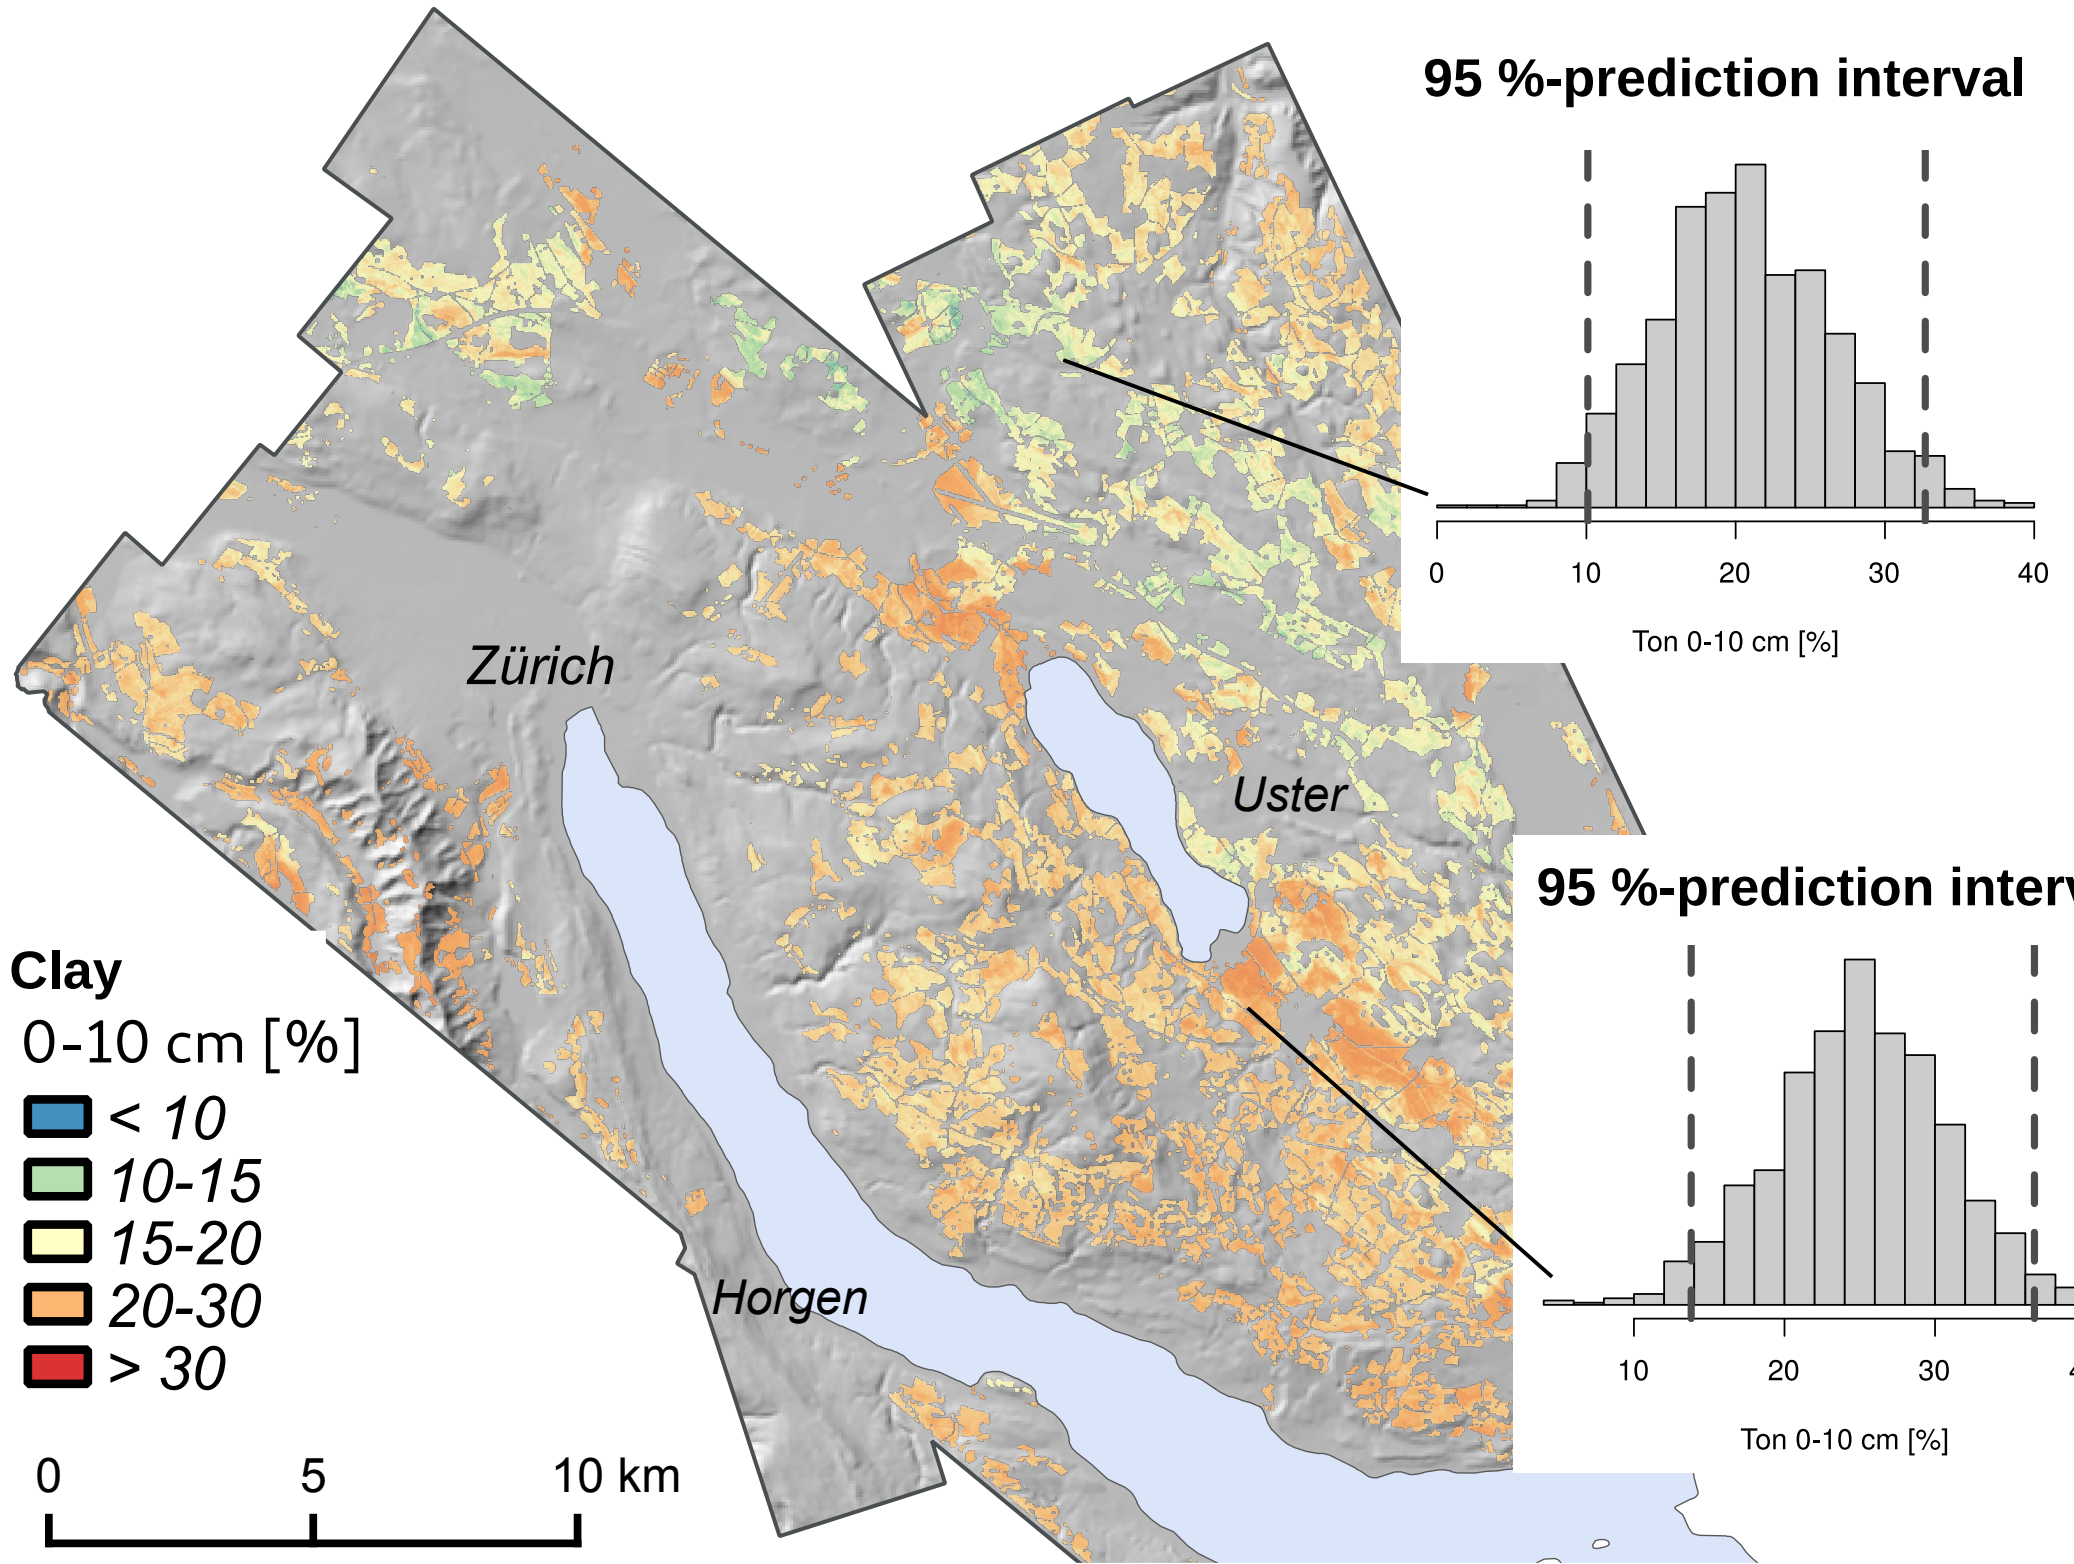 95 %-prediction interval
0 10 20 30 40
Ton 0-10 cm [%]
Zürich
Uster
Horgen
95 %-prediction interv
10 20 30 4
Ton 0-10 cm [%]
Clay
0-10 cm [%]
< 10
10-15
15-20
20-30
> 30
0 5 10 km